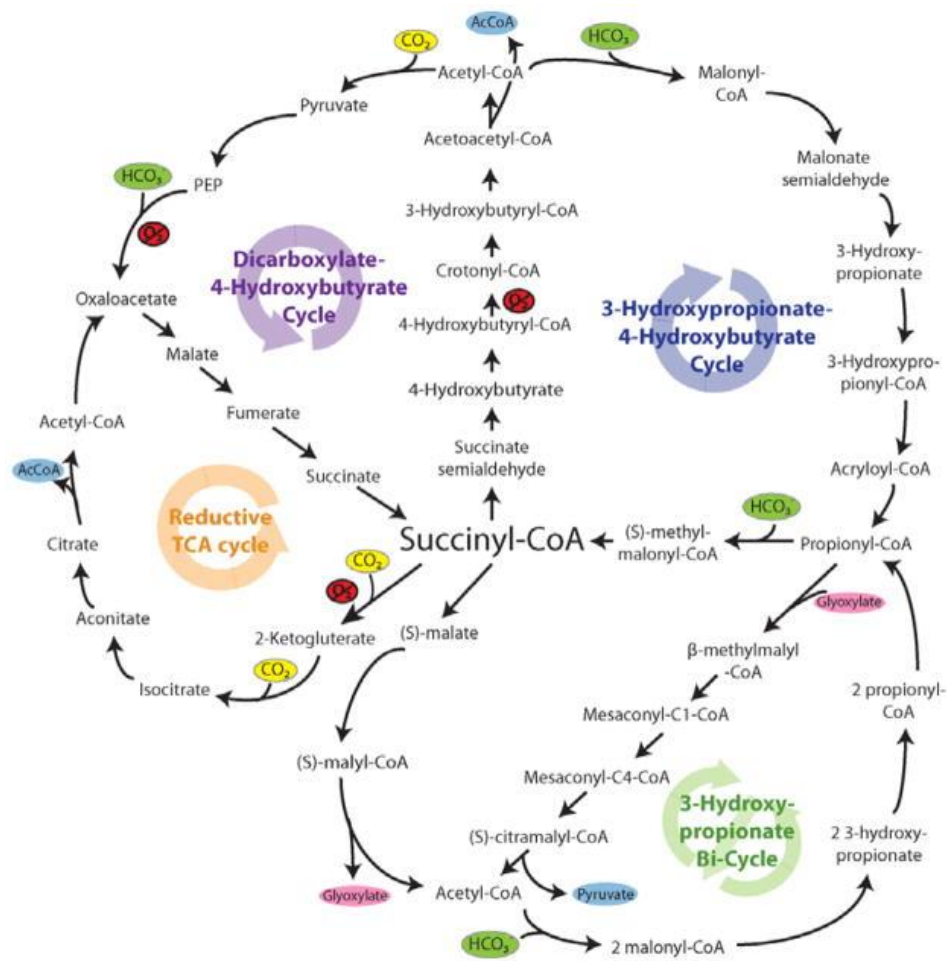 AcCoA
CO₂
HCO₃⁻
Acetyl-CoA
Malonyl-
CoA
Pyruvate
Acetoacetyl-CoA
Malonate
semialdehyde
HCO₃⁻
PEP
O₂
3-Hydroxybutyryl-CoA
3-Hydroxy-
propionate
Dicarboxylate-
4-Hydroxybutyrate
Cycle
Crotonyl-CoA
O₂
3-Hydroxypropionate-
4-Hydroxybutyrate
Cycle
Oxaloacetate
4-Hydroxybutyryl-CoA
Malate
3-Hydroxypro-
pionyl-CoA
4-Hydroxybutyrate
Fumerate
Acetyl-CoA
Succinate
semialdehyde
Acryloyl-CoA
AcCoA
Succinate
Reductive
TCA cycle
HCO₃⁻
Citrate
Succinyl-CoA
(S)-methyl-
malonyl-CoA
Propionyl-CoA
CO₂
O₂
Glyoxylate
Aconitate
2-Ketogluterate
(S)-malate
β-methylmalyl
-CoA
CO₂
Isocitrate
2 propionyl-
CoA
Mesaconyl-C1-CoA
(S)-malyl-CoA
Mesaconyl-C4-CoA
3-Hydroxy-
propionate
Bi-Cycle
(S)-citramalyl-CoA
2 3-hydroxy-
propionate
Glyoxylate
Acetyl-CoA
Pyruvate
HCO₃⁻
2 malonyl-CoA